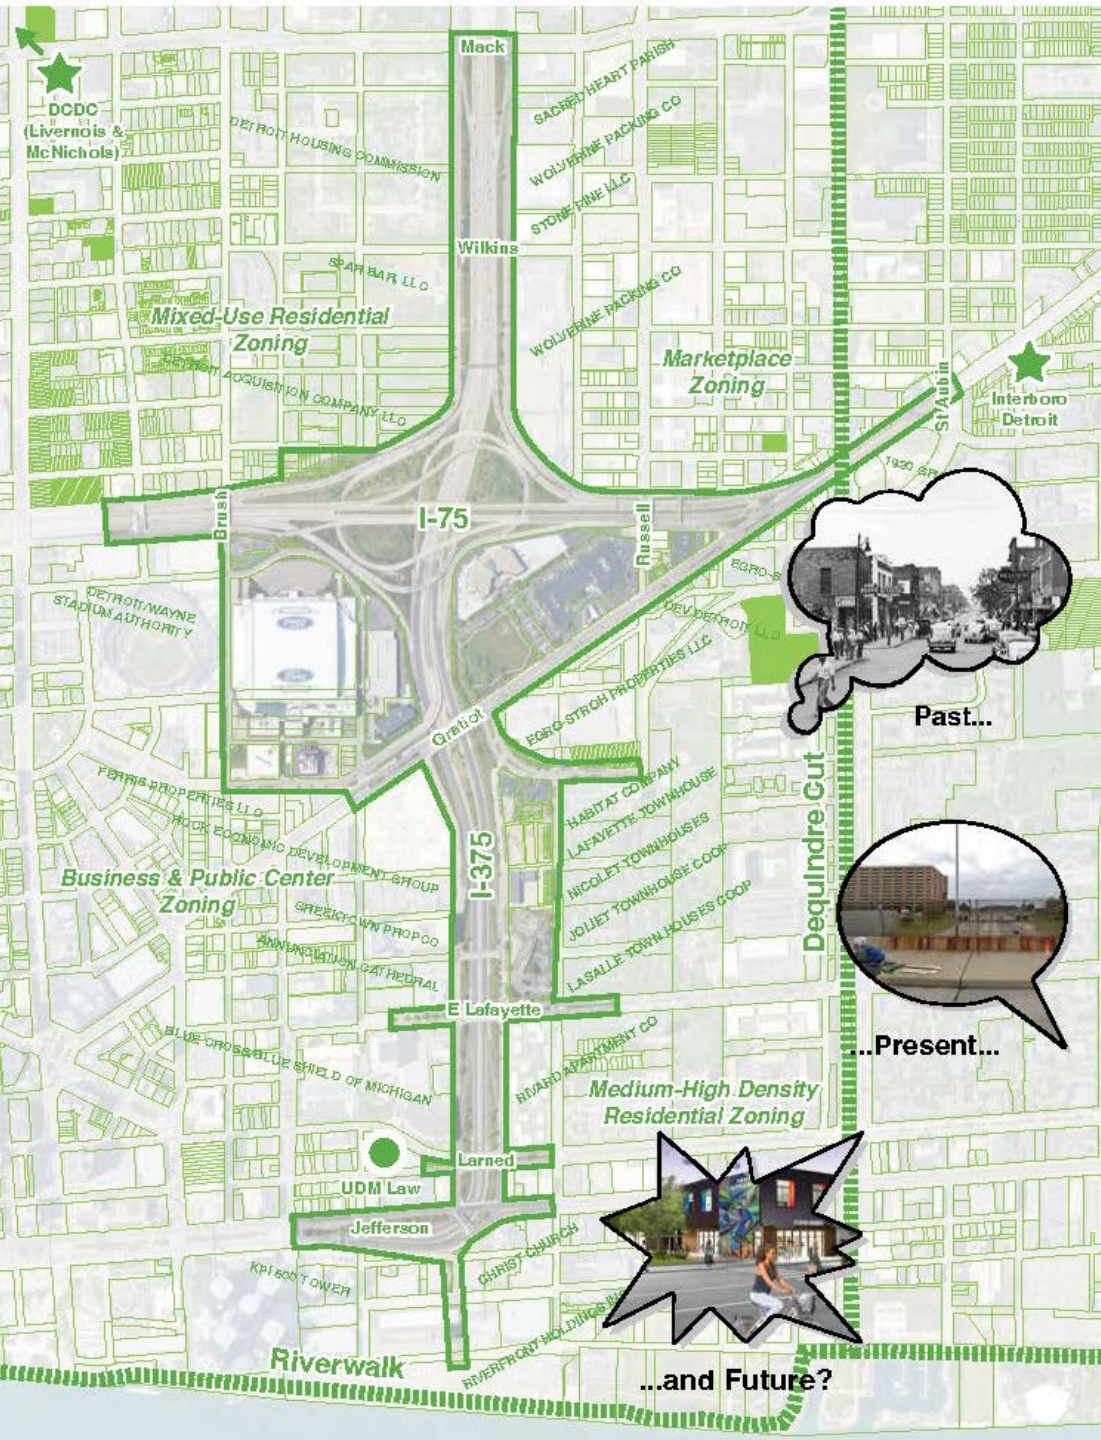 Mack
DCDC
(Livernois &
McNichols)
SACRED HEART PARISH
DETROIT HOUSING COMMISSION
WOLVERINE PACKING CO
STONE PINE LLC
Wilkins
SPAR BAR, LLC
WOLVERINE PACKING CO
Mixed-Use Residential
Zoning
Marketplace
Zoning
ACQUISITION COMPANY LLC
St Aubin
Interboro
Detroit
Brush
I-75
Russell
DETROIT/WAYNE
STADIUM AUTHORITY
DEV DETROIT LLC
EGRO-STROH PROPERTIES LLC
Gratiot
Past...
FERRIS PROPERTIES LLC
ROCK ECONOMIC DEVELOPMENT GROUP
HABITAT COMPANY
LAFAYETTE TOWNHOUSE
NICOLET TOWNHOUSES
JOLIET TOWNHOUSE COOP
LASALLE TOWN HOUSES COOP
I-375
Dequindre Cut
Business & Public Center
Zoning
GREEKTOWN PROPCO
ANNUNCIATION CATHEDRAL
E Lafayette
BLUE CROSS BLUE SHIELD OF MICHIGAN
RIVARD APARTMENT CO
...Present...
Medium-High Density
Residential Zoning
UDM Law
Larned
Jefferson
CHRIST CHURCH
RIVERFRONT HOLDINGS
Riverwalk
...and Future?